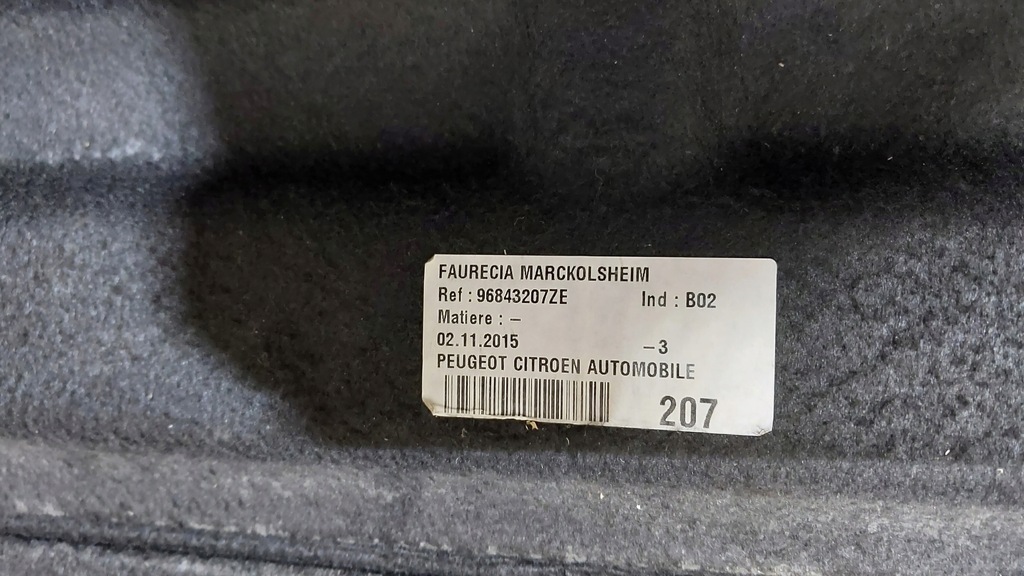 FAURECIA MARCKOLSHEIM
Ref : 96843207ZE Ind : B02
Matiere : –
02.11.2015 –3
PEUGEOT CITROEN AUTOMOBILE
207